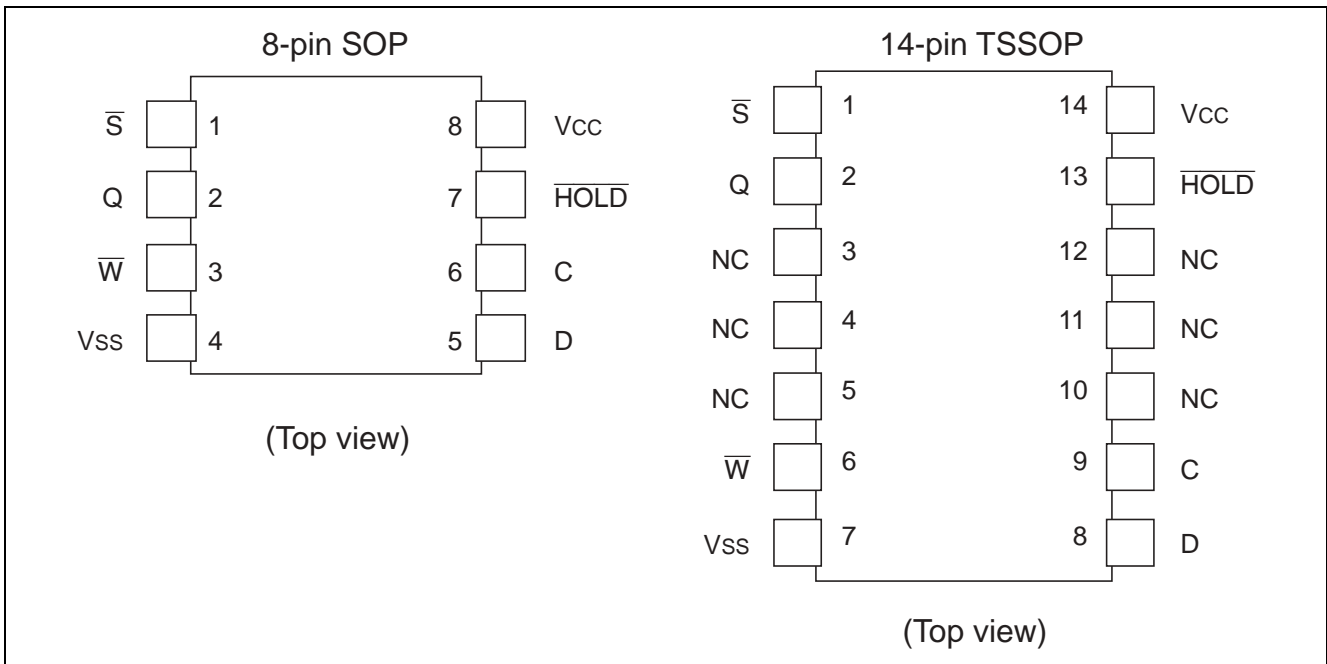 8-pin SOP
S̅ 1 8 VCC
Q 2 7 H̅O̅L̅D̅
W̅ 3 6 C
VSS 4 5 D
(Top view)
14-pin TSSOP
S̅ 1 14 VCC
Q 2 13 H̅O̅L̅D̅
NC 3 12 NC
NC 4 11 NC
NC 5 10 NC
W̅ 6 9 C
VSS 7 8 D
(Top view)